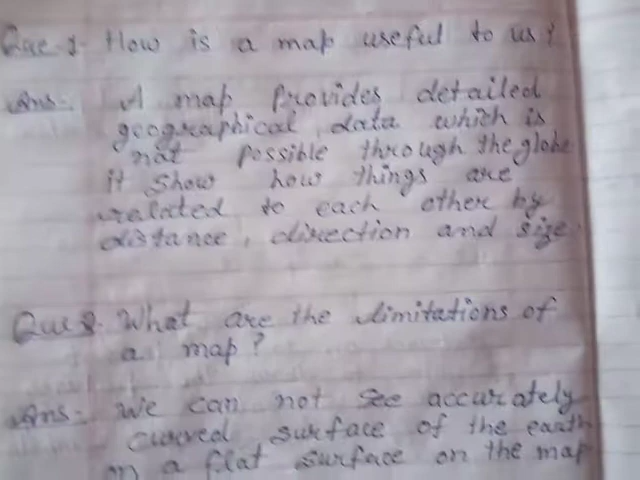 Que 1- How is a map useful to us?
Ans:- A map provides detailed
geographical data which is
not possible through the globe
it show how things are
related to each other by
distance, direction and size.
Que 2. What are the limitations of
a map?
Ans:- We can not see accurately
curved surface of the earth
on a flat surface on the map